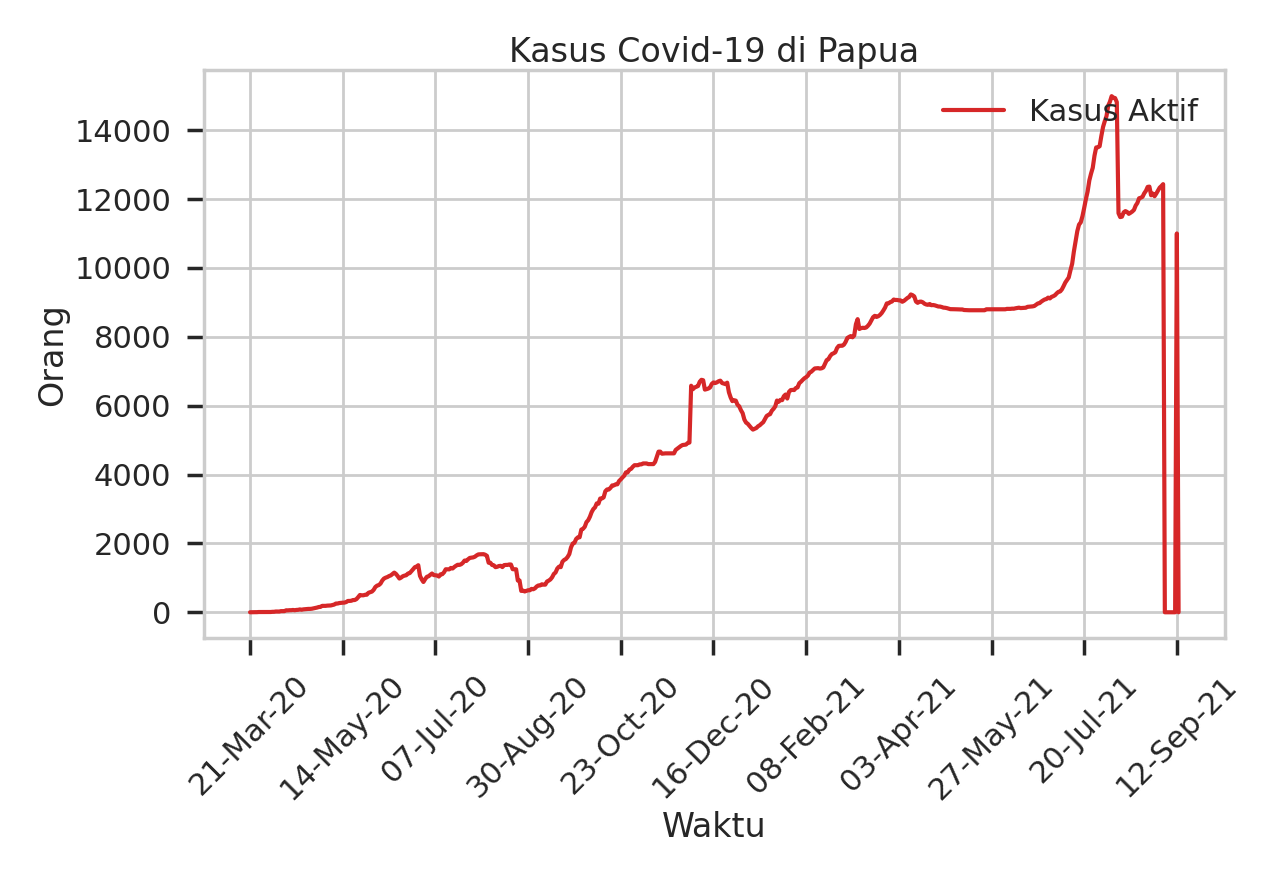 Kasus Covid-19 di Papua
Kasus Aktif
Orang
14000
12000
10000
8000
6000
4000
2000
0
21-Mar-20
14-May-20
07-Jul-20
30-Aug-20
23-Oct-20
16-Dec-20
08-Feb-21
03-Apr-21
27-May-21
20-Jul-21
12-Sep-21
Waktu